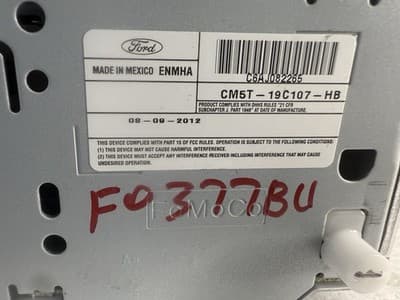 Ford
MADE IN MEXICO ENMHA
C6AJ082265
CM5T-19C107-HB
PRODUCT COMPLIES WITH DHHS RULES "21 CFR
SUBCHAPTER J. PART 1040" AT DATE OF MANUFACTURE.
08-09-2012
THIS DEVICE COMPLIES WITH PART 15 OF FCC RULES. OPERATION IS SUBJECT TO THE FOLLOWING
(1) THIS DEVICE MAY NOT CAUSE HARMFUL INTERFERENCE.
(2) THIS DEVICE MUST ACCEPT ANY INTERFERENCE RECEIVED INCLUDING INTERFERENCE THAT MAY CAUSE
UNDESIRED OPERATION.
F0377BU
FoMoCo